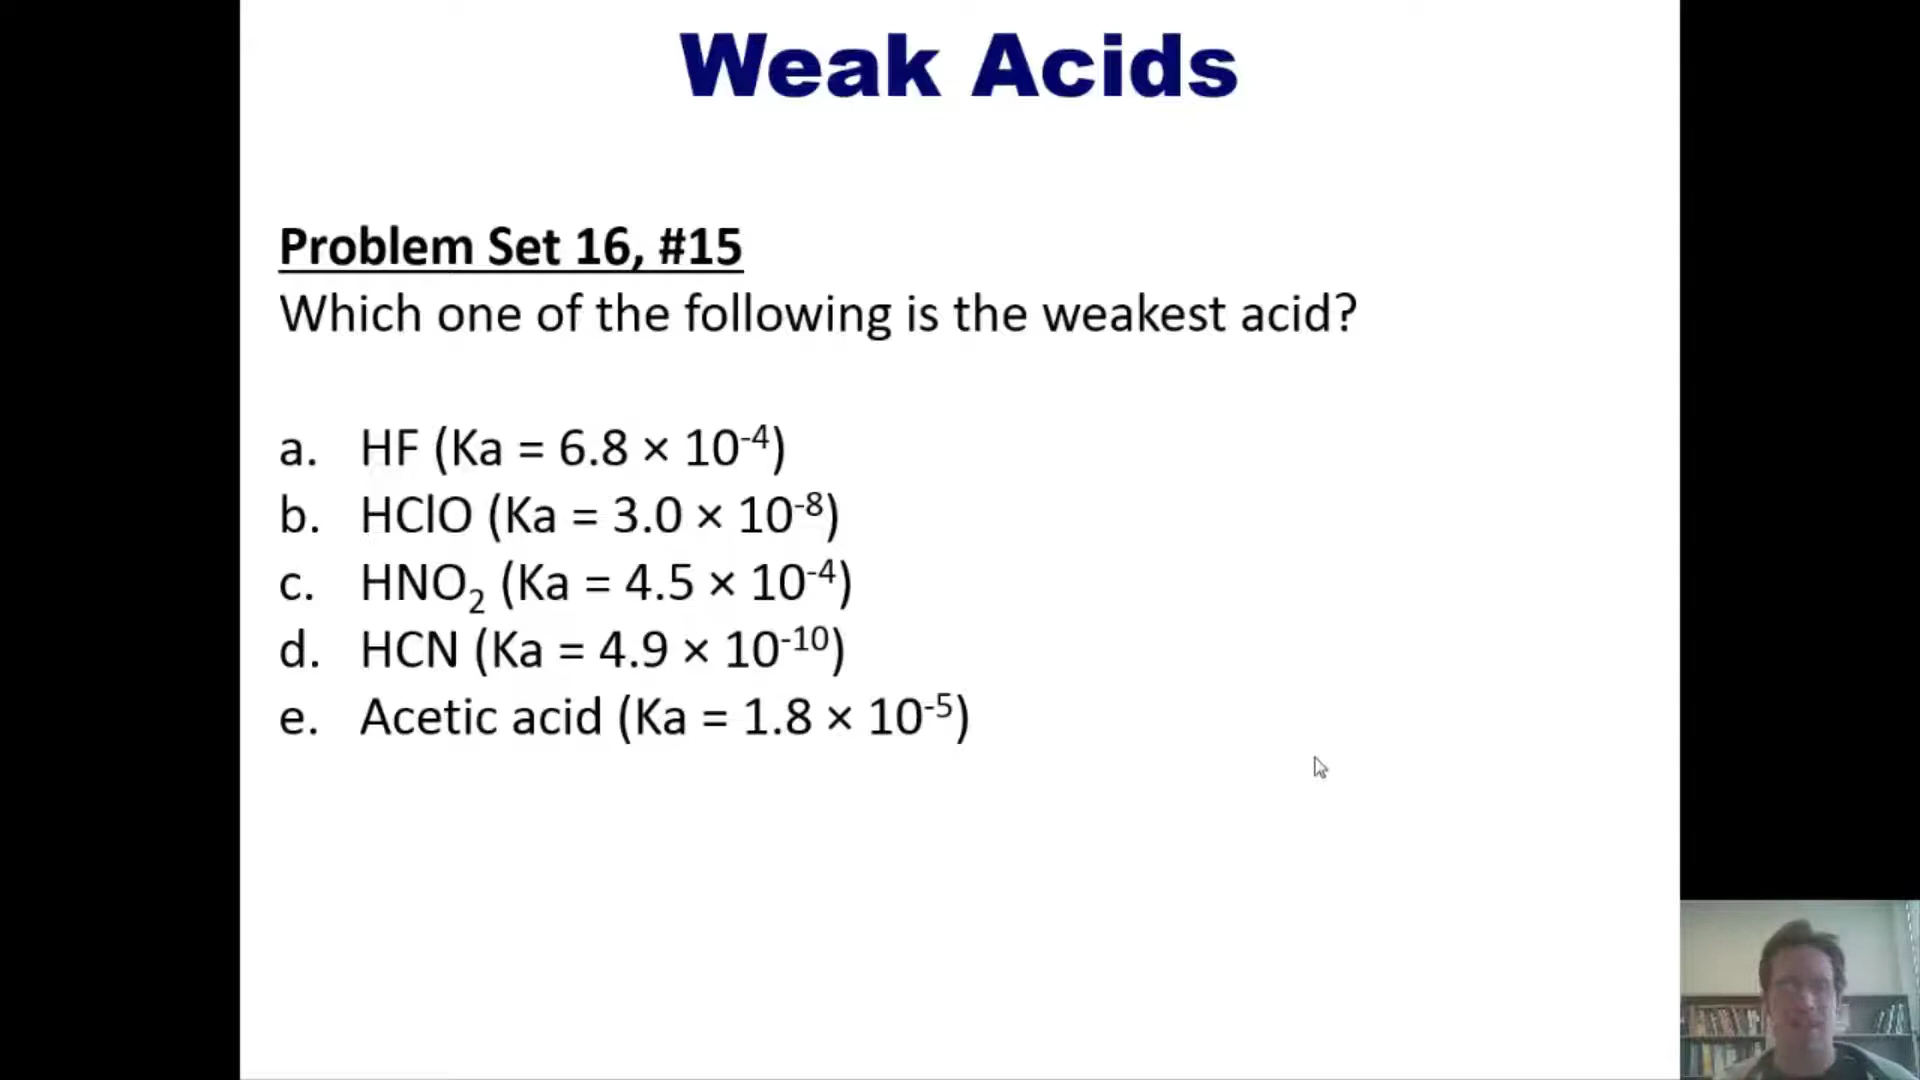 Weak Acids
Problem Set 16, #15
Which one of the following is the weakest acid?
a. HF (Ka = 6.8 × 10⁻⁴)
b. HClO (Ka = 3.0 × 10⁻⁸)
c. HNO₂ (Ka = 4.5 × 10⁻⁴)
d. HCN (Ka = 4.9 × 10⁻¹⁰)
e. Acetic acid (Ka = 1.8 × 10⁻⁵)